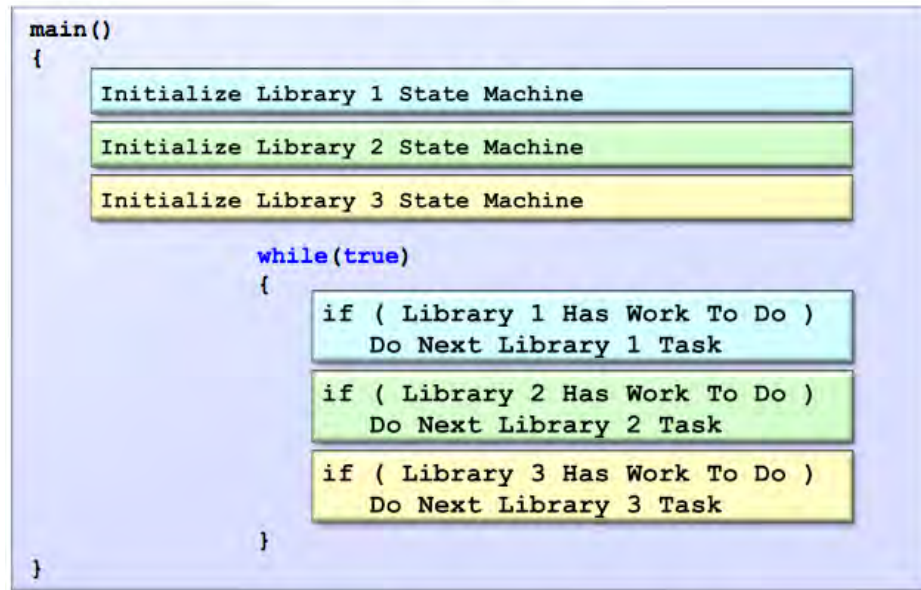 main()
{
Initialize Library 1 State Machine
Initialize Library 2 State Machine
Initialize Library 3 State Machine
while(true)
{
if ( Library 1 Has Work To Do )
Do Next Library 1 Task
if ( Library 2 Has Work To Do )
Do Next Library 2 Task
if ( Library 3 Has Work To Do )
Do Next Library 3 Task
}
}